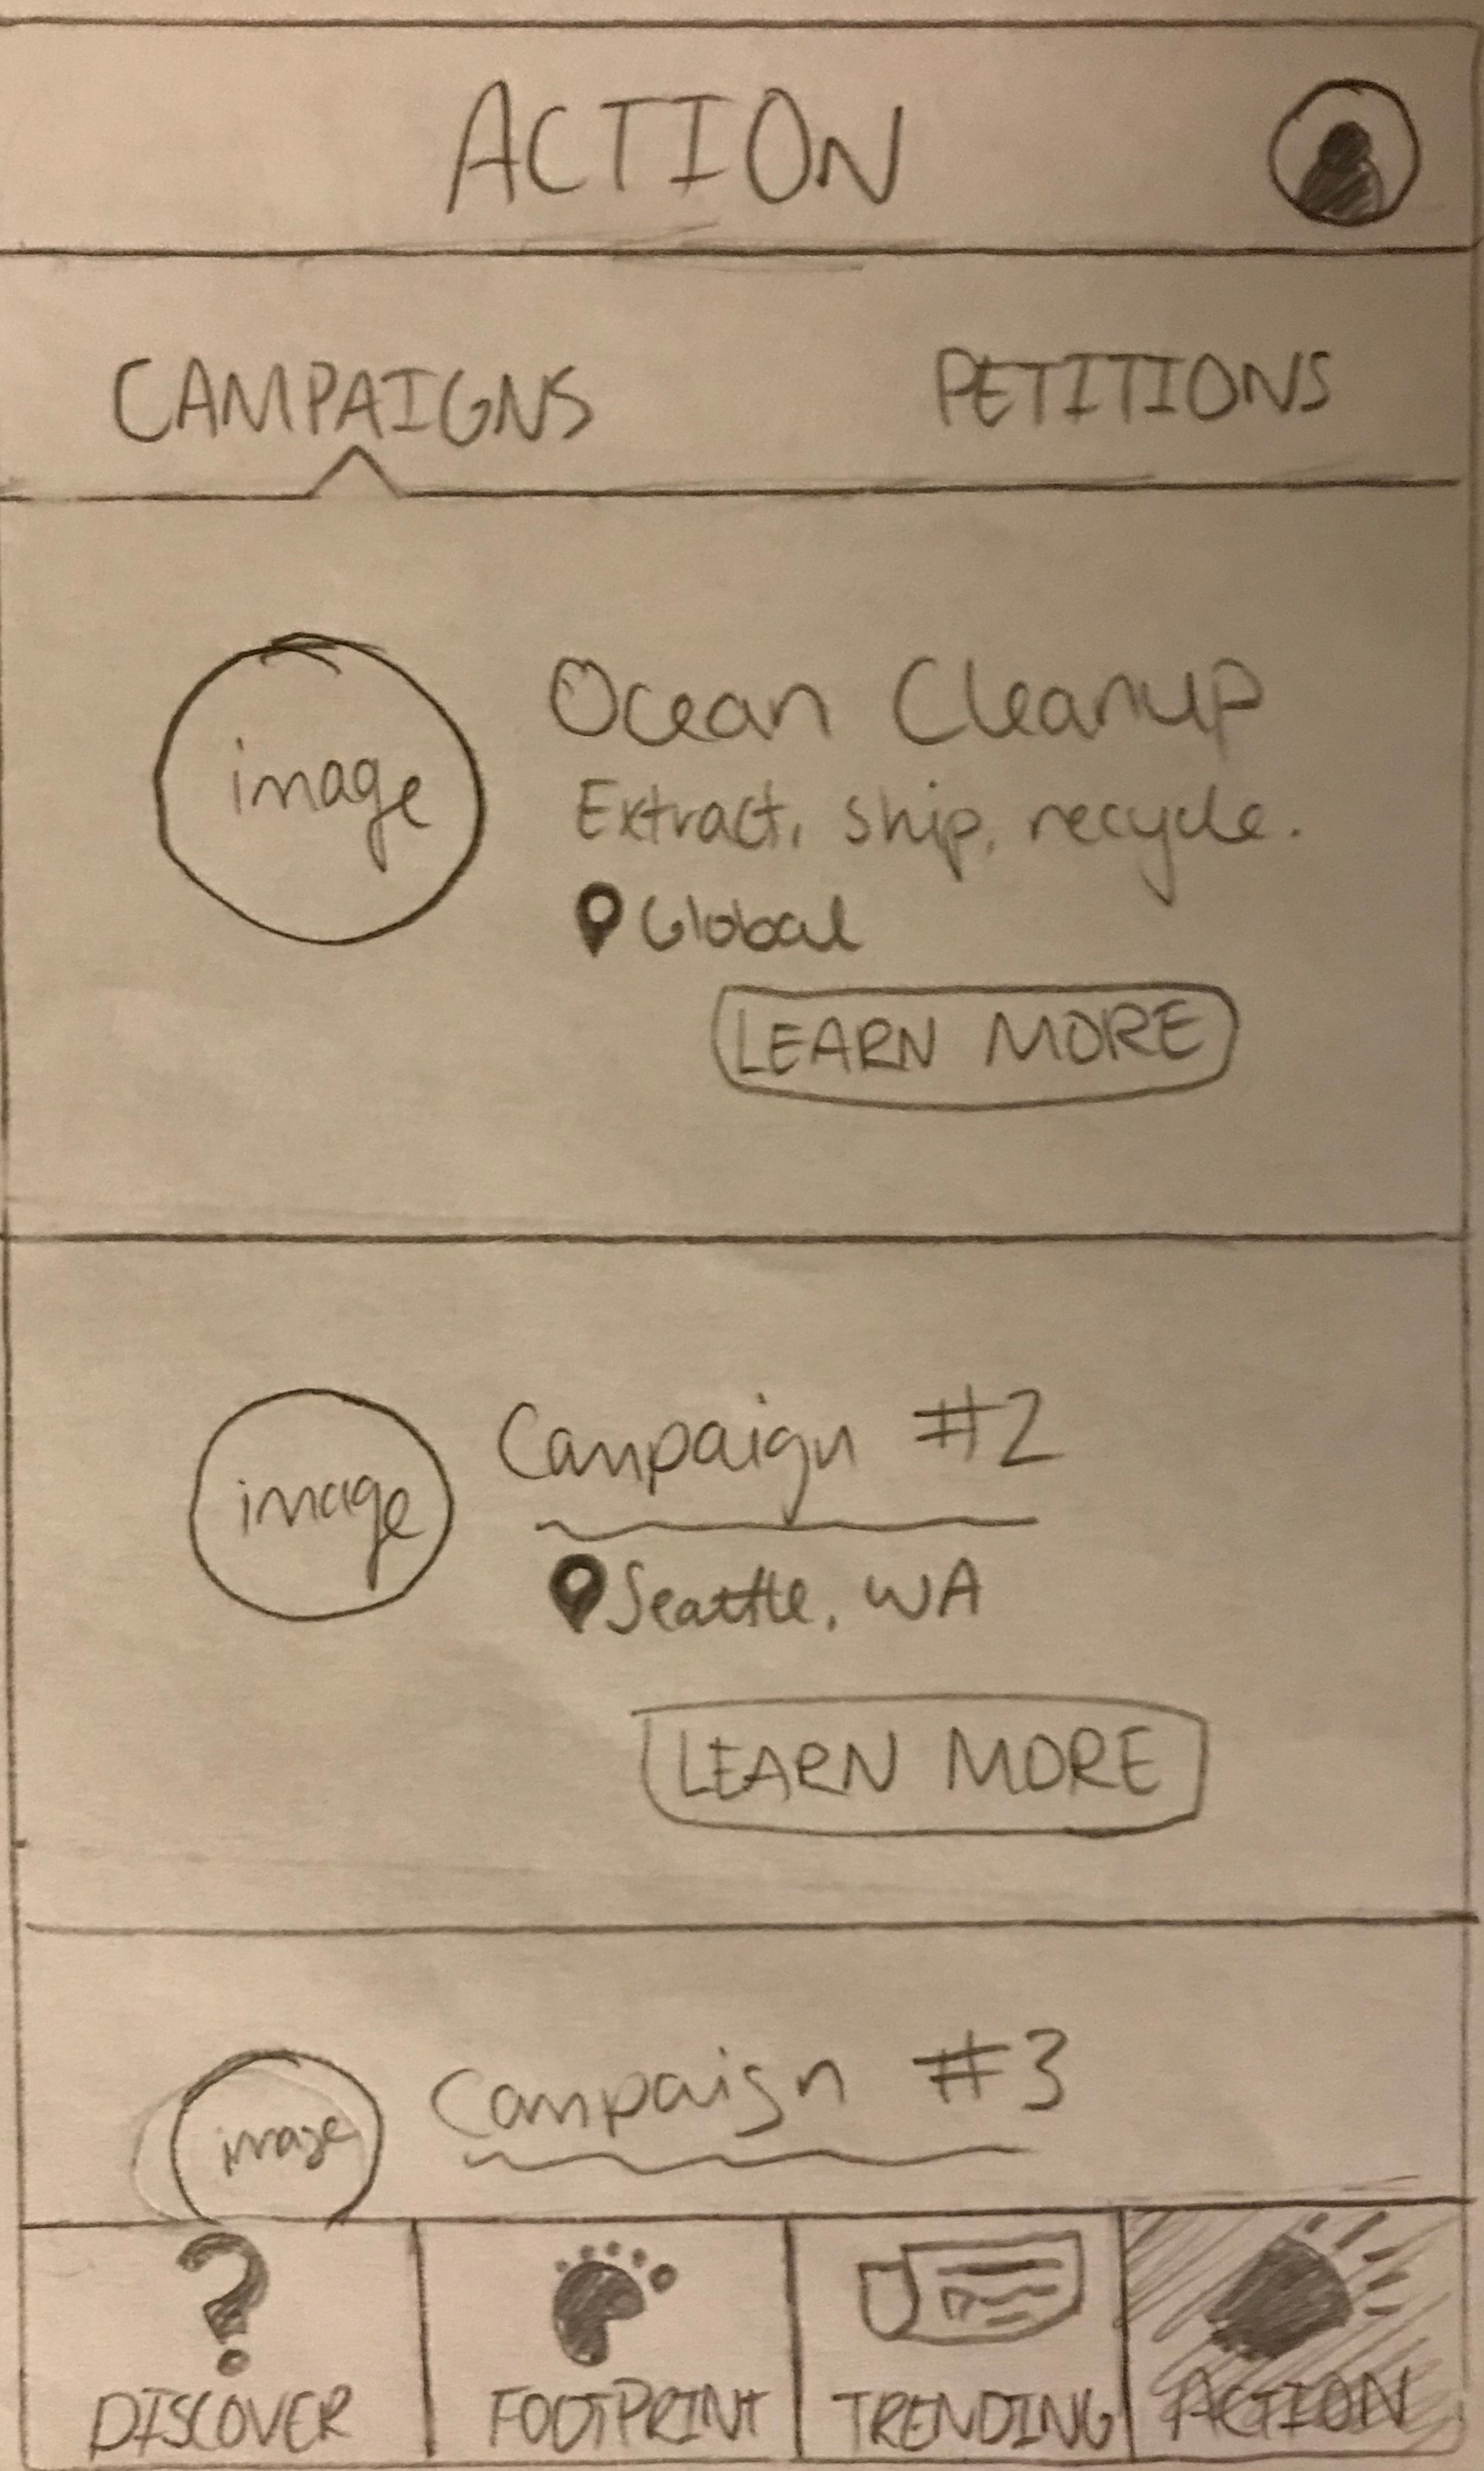 ACTION
CAMPAIGNS PETITIONS
image
Ocean Cleanup
Extract, ship, recycle.
Global
LEARN MORE
image
Campaign #2
Seattle, WA
LEARN MORE
image
Campaign #3
?
DISCOVER FOOTPRINT TRENDING ACTION